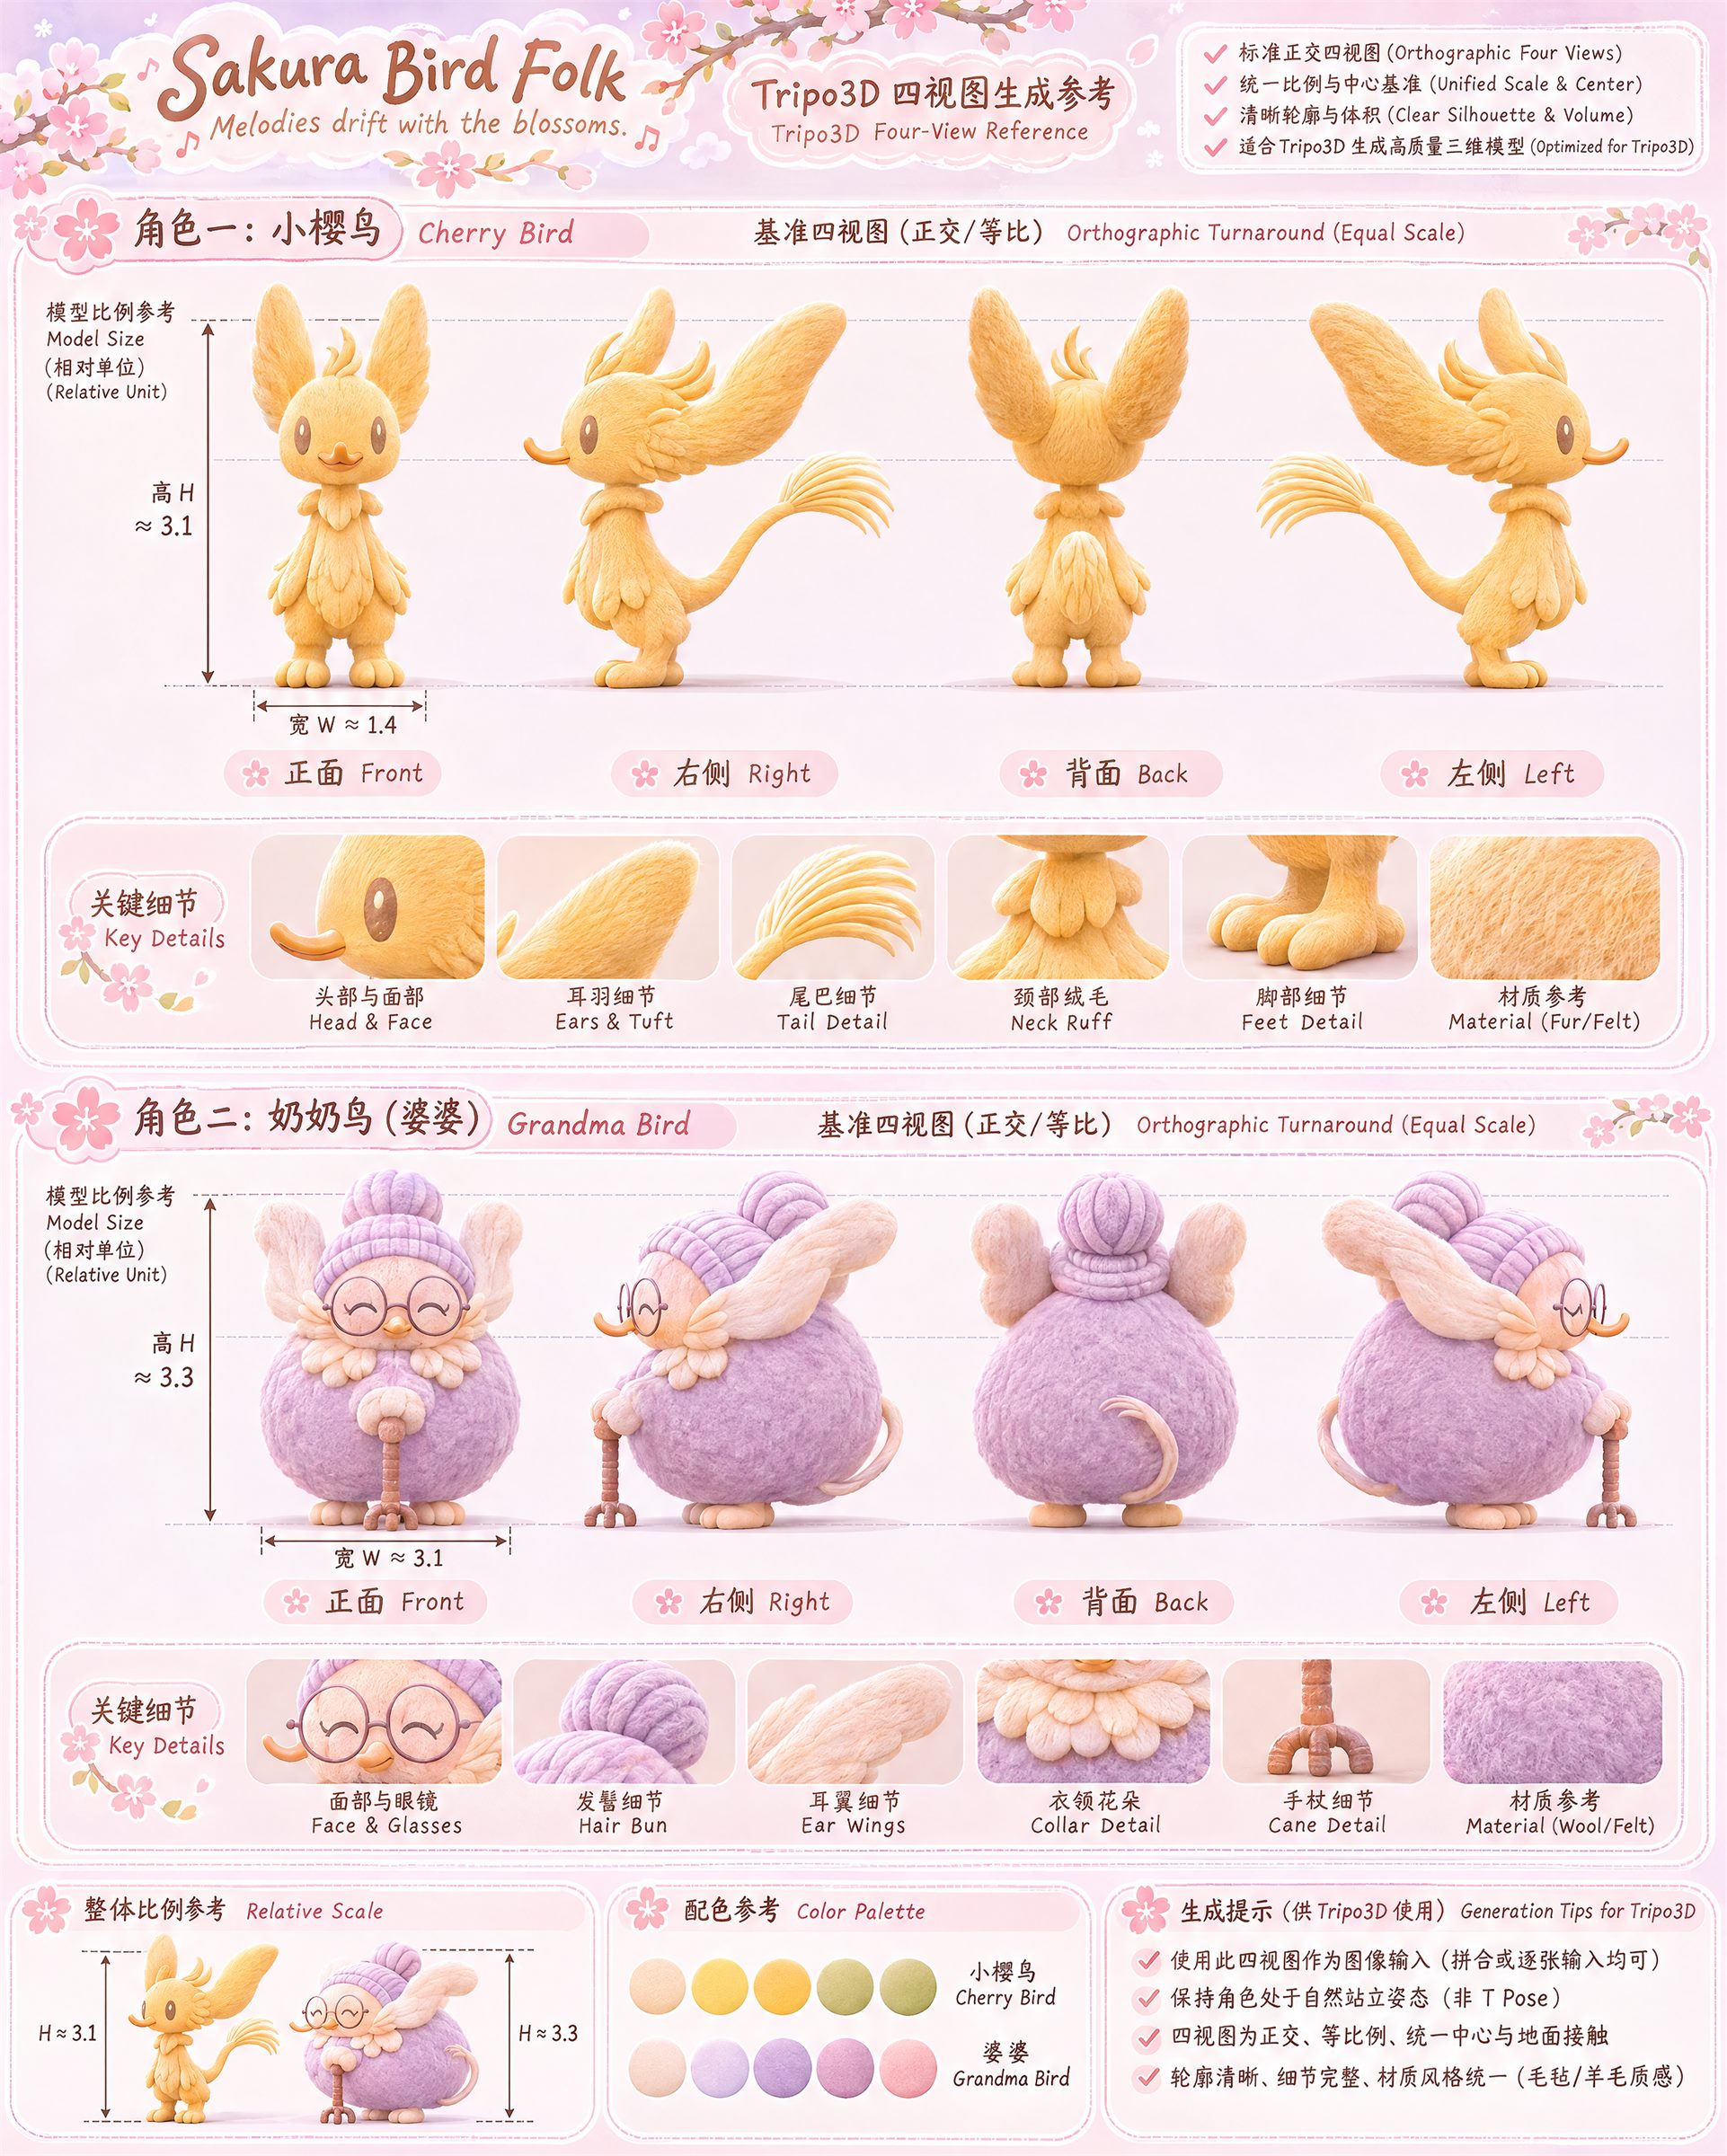 Sakura Bird Folk
Melodies drift with the blossoms.
Tripo3D 四视图生成参考
Tripo3D Four-View Reference
标准正交四视图 (Orthographic Four Views)
统一比例与中心基准 (Unified Scale & Center)
清晰轮廓与体积 (Clear Silhouette & Volume)
适合Tripo3D 生成高质量三维模型 (Optimized for Tripo3D)
角色一: 小樱鸟 Cherry Bird
基准四视图 (正交/等比) Orthographic Turnaround (Equal Scale)
模型比例参考
Model Size
(相对单位)
(Relative Unit)
高 H
≈ 3.1
宽 W ≈ 1.4
正面 Front
右侧 Right
背面 Back
左侧 Left
关键细节
Key Details
头部与面部
Head & Face
耳羽细节
Ears & Tuft
尾巴细节
Tail Detail
颈部绒毛
Neck Ruff
脚部细节
Feet Detail
材质参考
Material (Fur/Felt)
角色二: 奶奶鸟 (婆婆) Grandma Bird
基准四视图 (正交/等比) Orthographic Turnaround (Equal Scale)
模型比例参考
Model Size
(相对单位)
(Relative Unit)
高 H
≈ 3.3
宽 W ≈ 3.1
正面 Front
右侧 Right
背面 Back
左侧 Left
关键细节
Key Details
面部与眼镜
Face & Glasses
发髻细节
Hair Bun
耳翼细节
Ear Wings
衣领花朵
Collar Detail
手杖细节
Cane Detail
材质参考
Material (Wool/Felt)
整体比例参考 Relative Scale
H ≈ 3.1
H ≈ 3.3
配色参考 Color Palette
小樱鸟
Cherry Bird
婆婆
Grandma Bird
生成提示 (供 Tripo3D 使用) Generation Tips for Tripo3D
使用此四视图作为图像输入 (拼合或逐张输入均可)
保持角色处于自然站立姿态 (非 T Pose)
四视图为正交、等比例、统一中心与地面接触
轮廓清晰、细节完整、材质风格统一 (毛毡/羊毛质感)